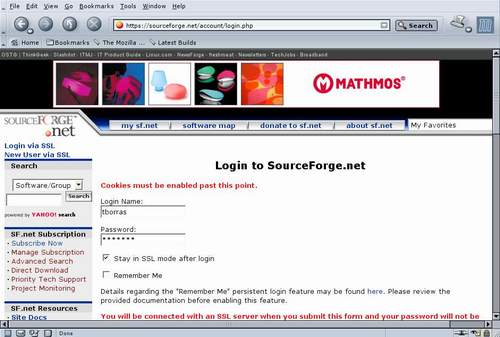 File Edit View Go Bookmarks Tools Window Help
https://sourceforge.net/account/login.php
Search
Home Bookmarks The Mozilla ... Latest Builds
OSTG | ThinkGeek - Slashdot - ITMJ - IT Product Guide - Linux.com - NewsForge - freshmeat - Newsletters - TechJobs - Broadband
MATHMOS®
SOURCEFORGE
.net
my sf.net software map donate to sf.net about sf.net My Favorites
Login via SSL
New User via SSL
Search
Software/Group
Search
powered by YAHOO! search
SF.net Subscription
· Subscribe Now
· Manage Subscription
· Advanced Search
· Direct Download
· Priority Tech Support
· Project Monitoring
SF.net Resources
· Site Docs
Login to SourceForge.net
Cookies must be enabled past this point.
Login Name:
tborras
Password:
*******
Stay in SSL mode after login
Remember Me
Details regarding the "Remember Me" persistent login feature may be found here. Please review the
provided documentation before enabling this feature.
You will be connected with an SSL server when you submit this form and your password will not be
Done